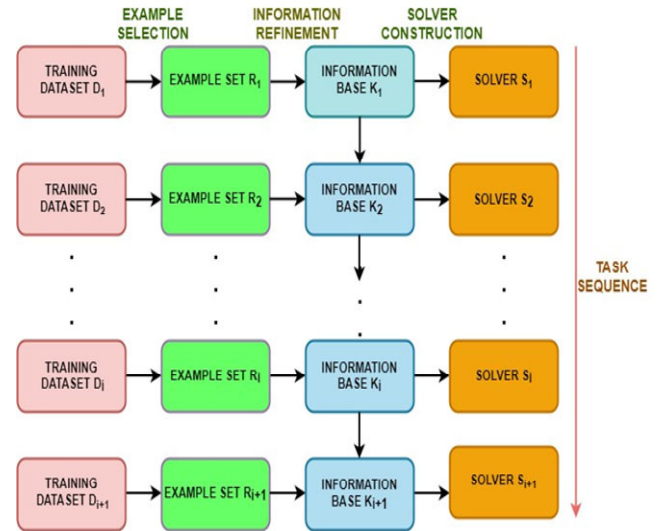 EXAMPLE
SELECTION
INFORMATION
REFINEMENT
SOLVER
CONSTRUCTION
TRAINING
DATASET D₁
EXAMPLE SET R₁
INFORMATION
BASE K₁
SOLVER S₁
TRAINING
DATASET D₂
EXAMPLE SET R₂
INFORMATION
BASE K₂
SOLVER S₂
TASK
SEQUENCE
TRAINING
DATASET Dᵢ
EXAMPLE SET Rᵢ
INFORMATION
BASE Kᵢ
SOLVER Sᵢ
TRAINING
DATASET Dᵢ₊₁
EXAMPLE SET Rᵢ₊₁
INFORMATION
BASE Kᵢ₊₁
SOLVER Sᵢ₊₁